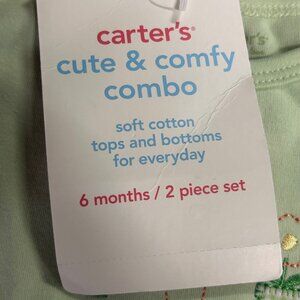 carter's®
cute & comfy
combo
soft cotton
tops and bottoms
for everyday
6 months / 2 piece set